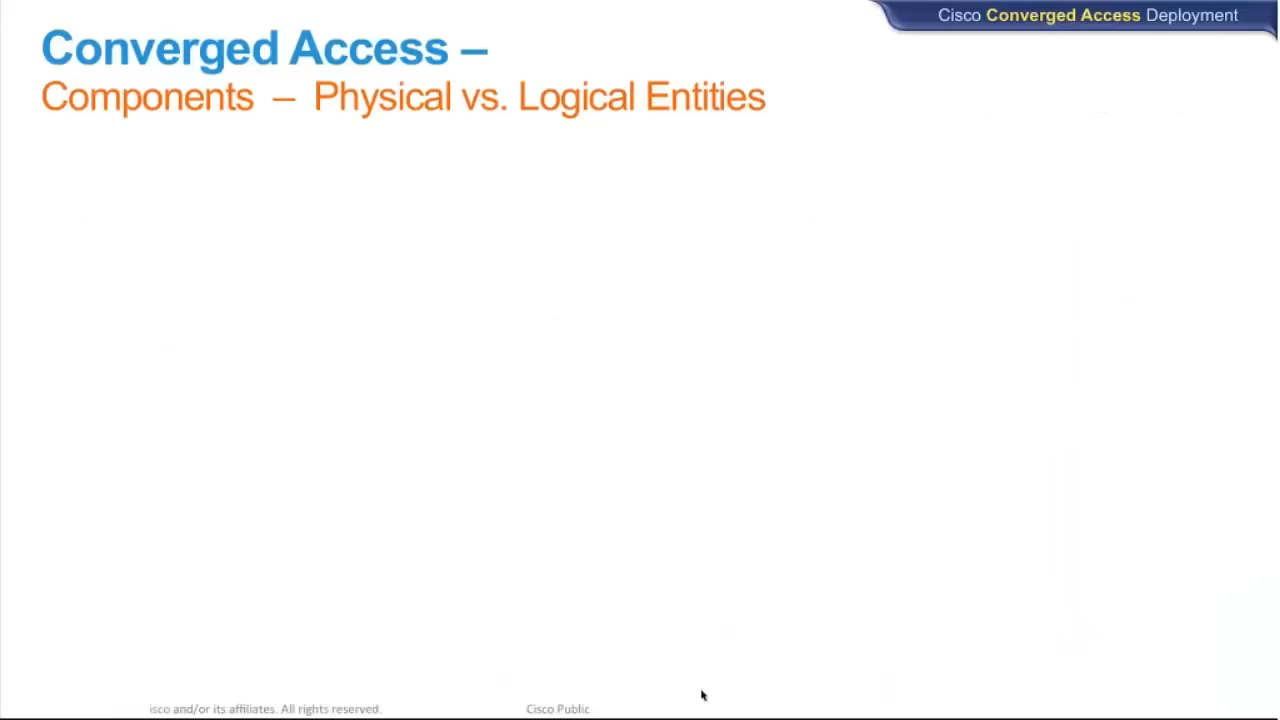 Cisco Converged Access Deployment
Converged Access –
Components – Physical vs. Logical Entities
isco and/or its affiliates. All rights reserved.
Cisco Public